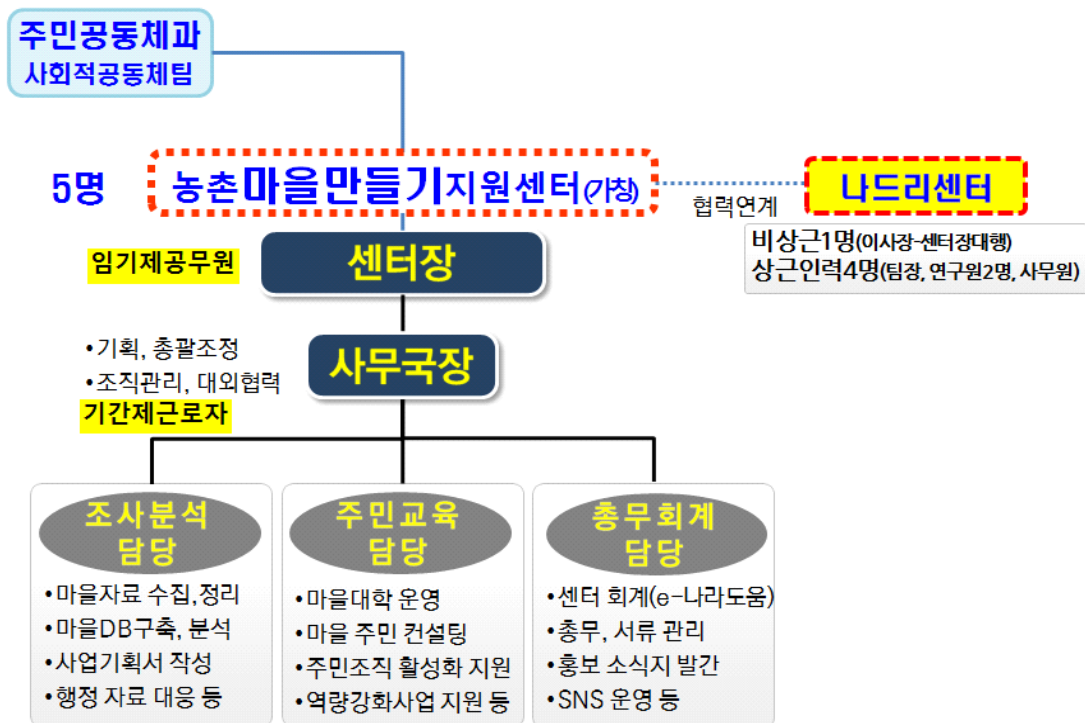 주민공동체과
사회적공동체팀
5명
농촌마을만들기지원센터(가칭)
협력연계
나드리센터
비상근1명(이사장-센터장대행)
상근인력4명(팀장, 연구원2명, 사무원)
임기제공무원
센터장
•기획, 총괄조정
•조직관리, 대외협력
사무국장
기간제근로자
조사분석
담당
•마을자료 수집,정리
•마을DB구축, 분석
•사업기획서 작성
•행정 자료 대응 등
주민교육
담당
•마을대학 운영
•마을 주민 컨설팅
•주민조직 활성화 지원
•역량강화사업 지원 등
총무회계
담당
•센터 회계(e-나라도움)
•총무, 서류 관리
•홍보 소식지 발간
•SNS 운영 등